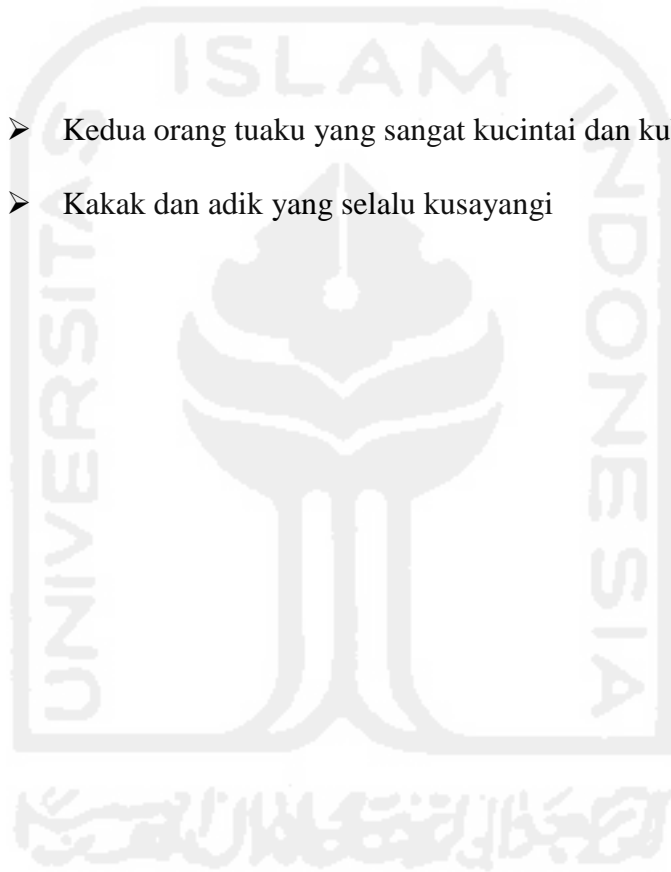 ISLAM
UNIVERSITAS
INDONESIA
➢ Kedua orang tuaku yang sangat kucintai dan ku
➢ Kakak dan adik yang selalu kusayangi